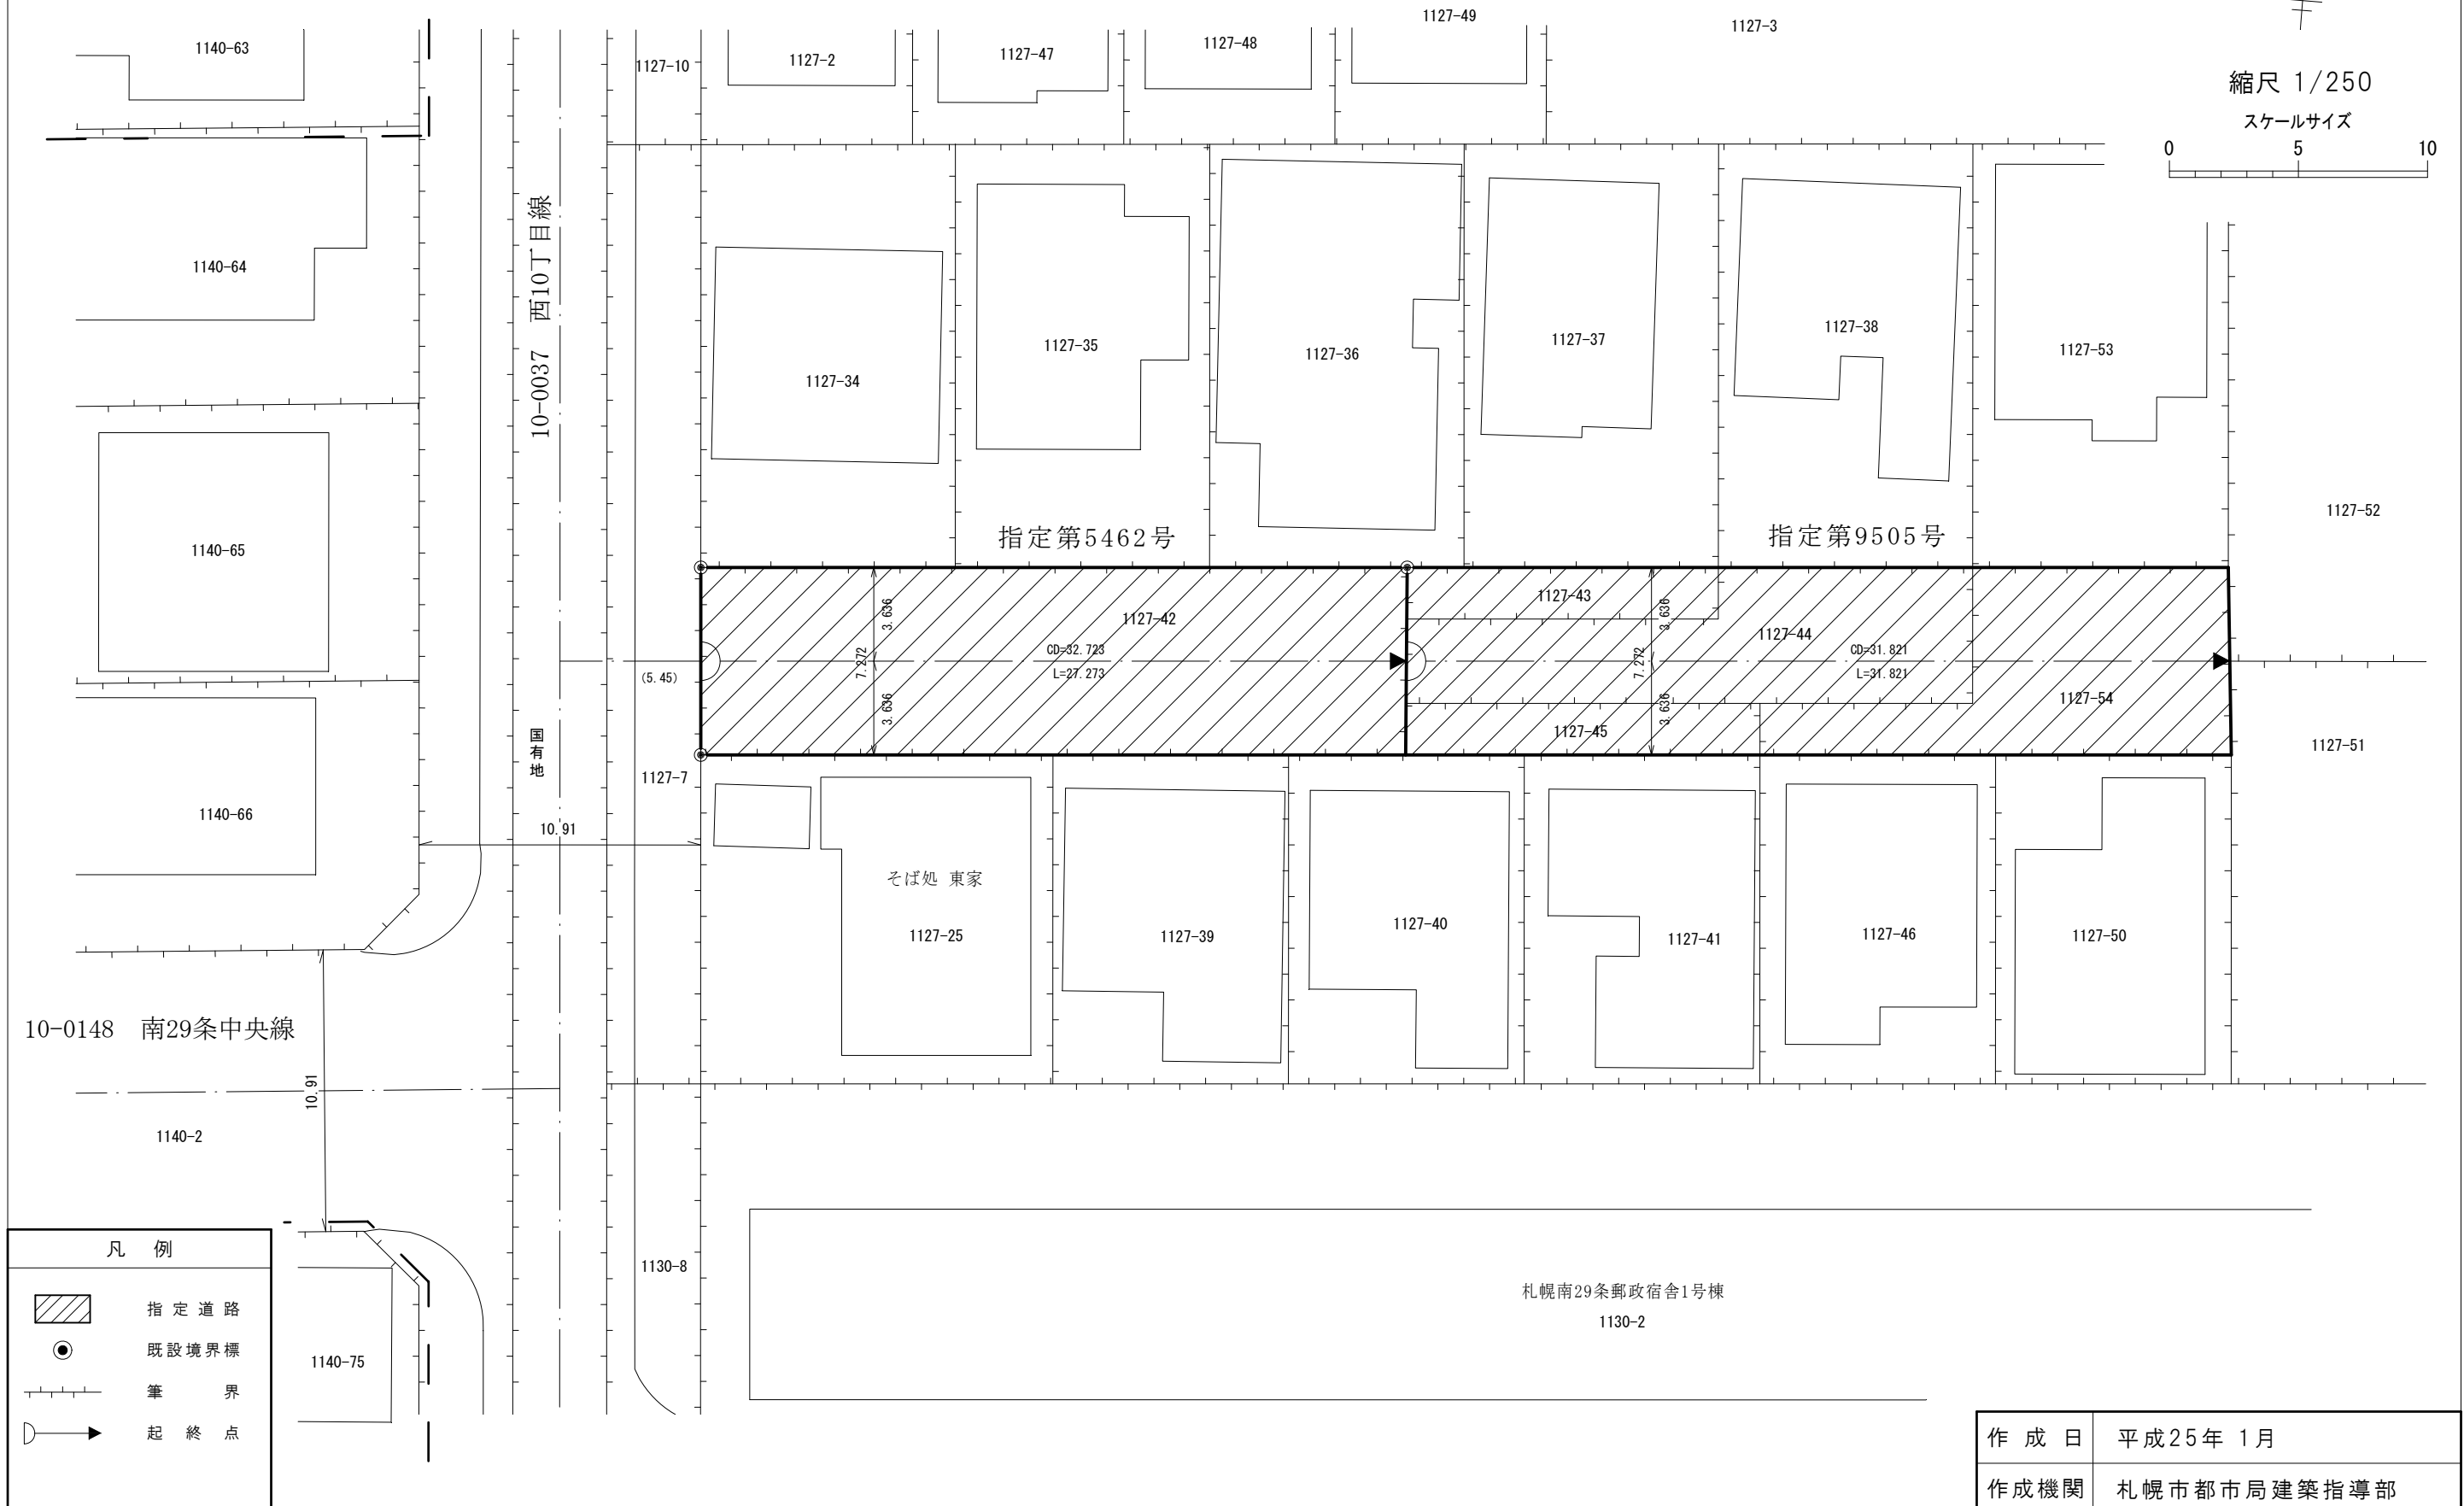 1127-49
1127-3
1140-63
1127-10
1127-2
1127-47
1127-48
縮尺 1/250
スケールサイズ
0 5 10
10-0037 西10丁目線
1140-64
1127-34
1127-35
1127-36
1127-37
1127-38
1127-53
1140-65
指定第5462号
指定第9505号
1127-52
1127-42
3.636
7.272
3.636
CD=32.723
L=27.273
(5.45)
1127-43
3.636
7.272
3.636
1127-44
CD=31.821
L=31.821
1127-54
1127-45
1127-51
国有地
1127-7
1140-66
10.91
そば処 東家
1127-25
1127-39
1127-40
1127-41
1127-46
1127-50
10-0148 南29条中央線
10.91
1140-2
1130-8
札幌南29条郵政宿舎1号棟
1130-2
1140-75
凡 例
指定道路
既設境界標
筆 界
起終点
作成日 平成25年 1月
作成機関 札幌市都市局建築指導部